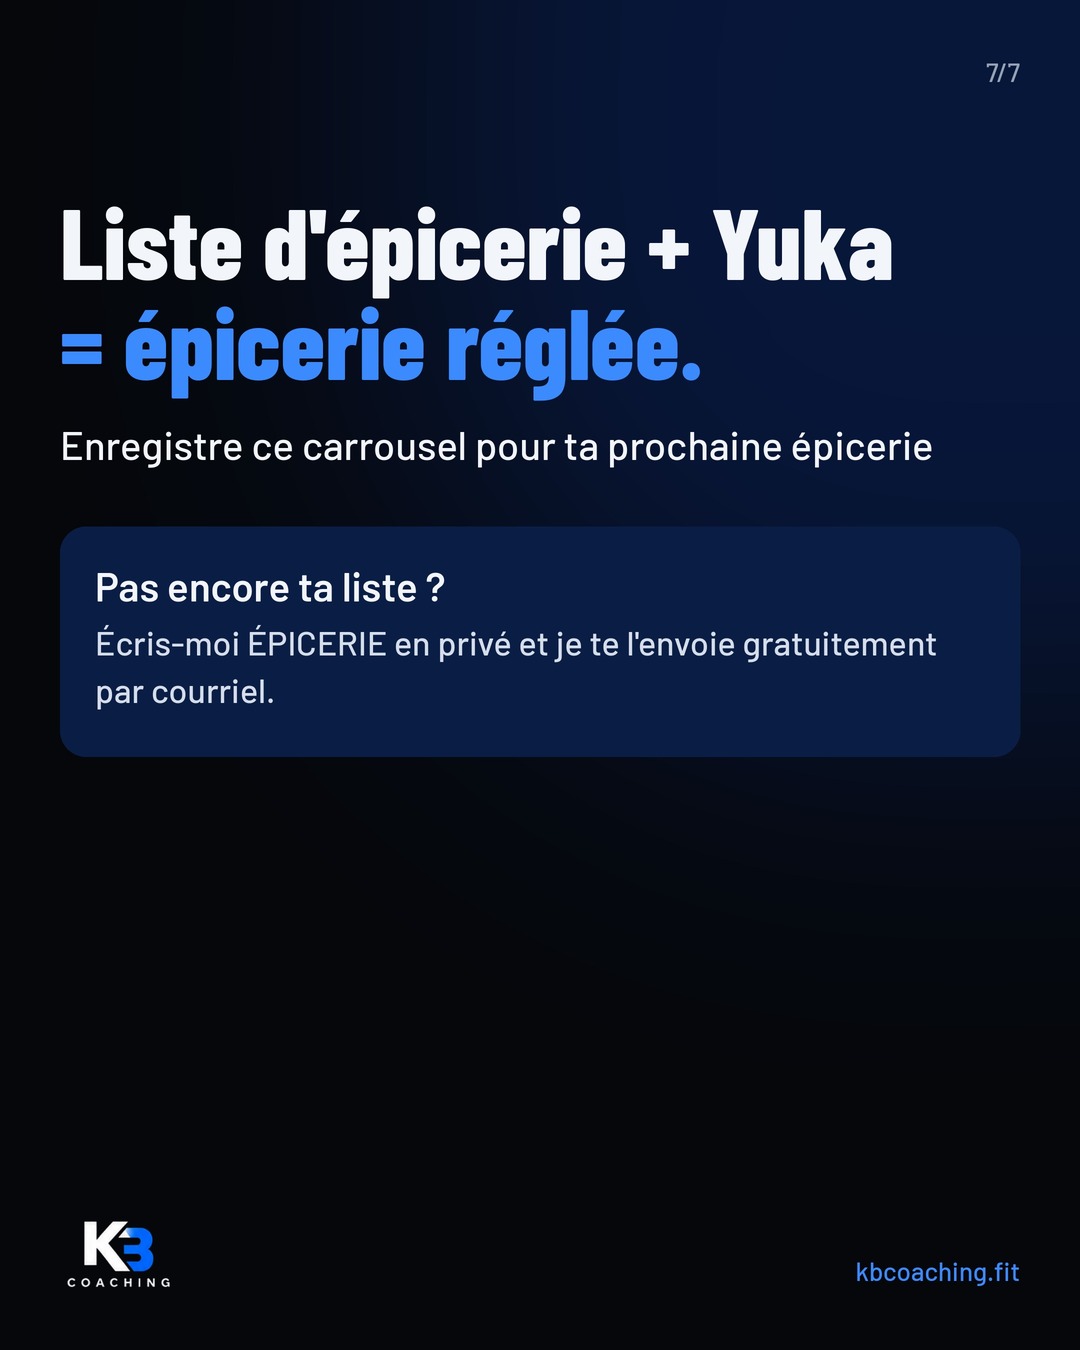 7/7
Liste d'épicerie + Yuka
= épicerie réglée.
Enregistre ce carrousel pour ta prochaine épicerie
Pas encore ta liste ?
Écris-moi ÉPICERIE en privé et je te l'envoie gratuitement
par courriel.
KB
COACHING
kbcoaching.fit